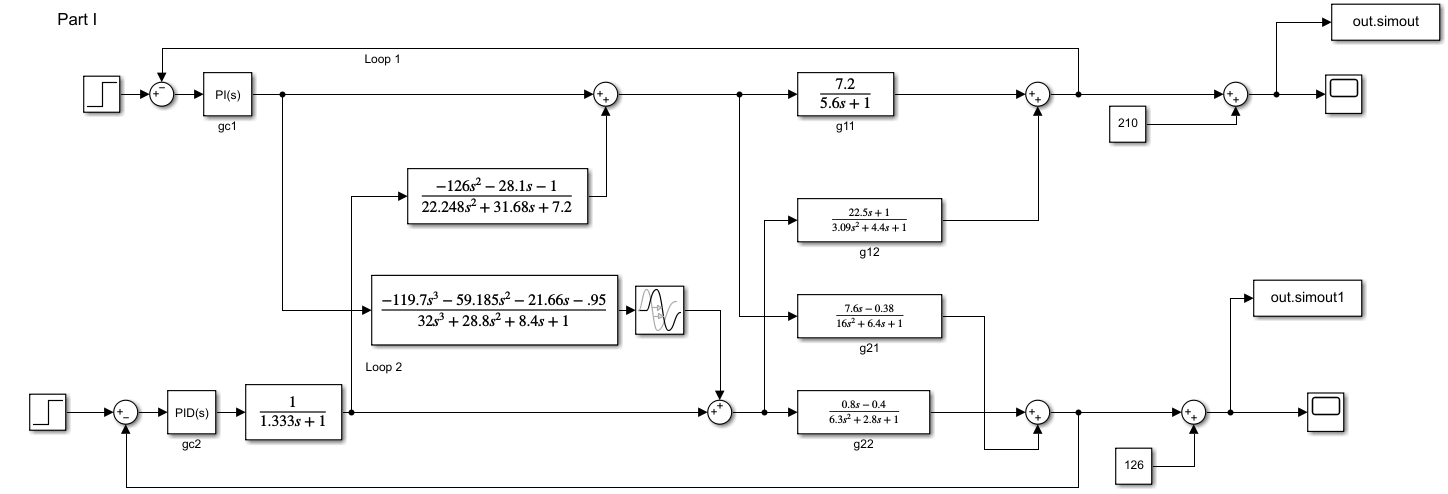 Part I
out.simout
Loop 1
PI(s)
gc1
7.2
5.6s + 1
g11
210
−126s² − 28.1s − 1
22.248s² + 31.68s + 7.2
22.5s + 1
3.09s² + 4.4s + 1
g12
−119.7s³ − 59.185s² − 21.66s − .95
32s³ + 28.8s² + 8.4s + 1
7.6s − 0.38
16s² + 6.4s + 1
g21
out.simout1
Loop 2
PID(s)
gc2
1
1.333s + 1
0.8s − 0.4
6.3s² + 2.8s + 1
g22
126